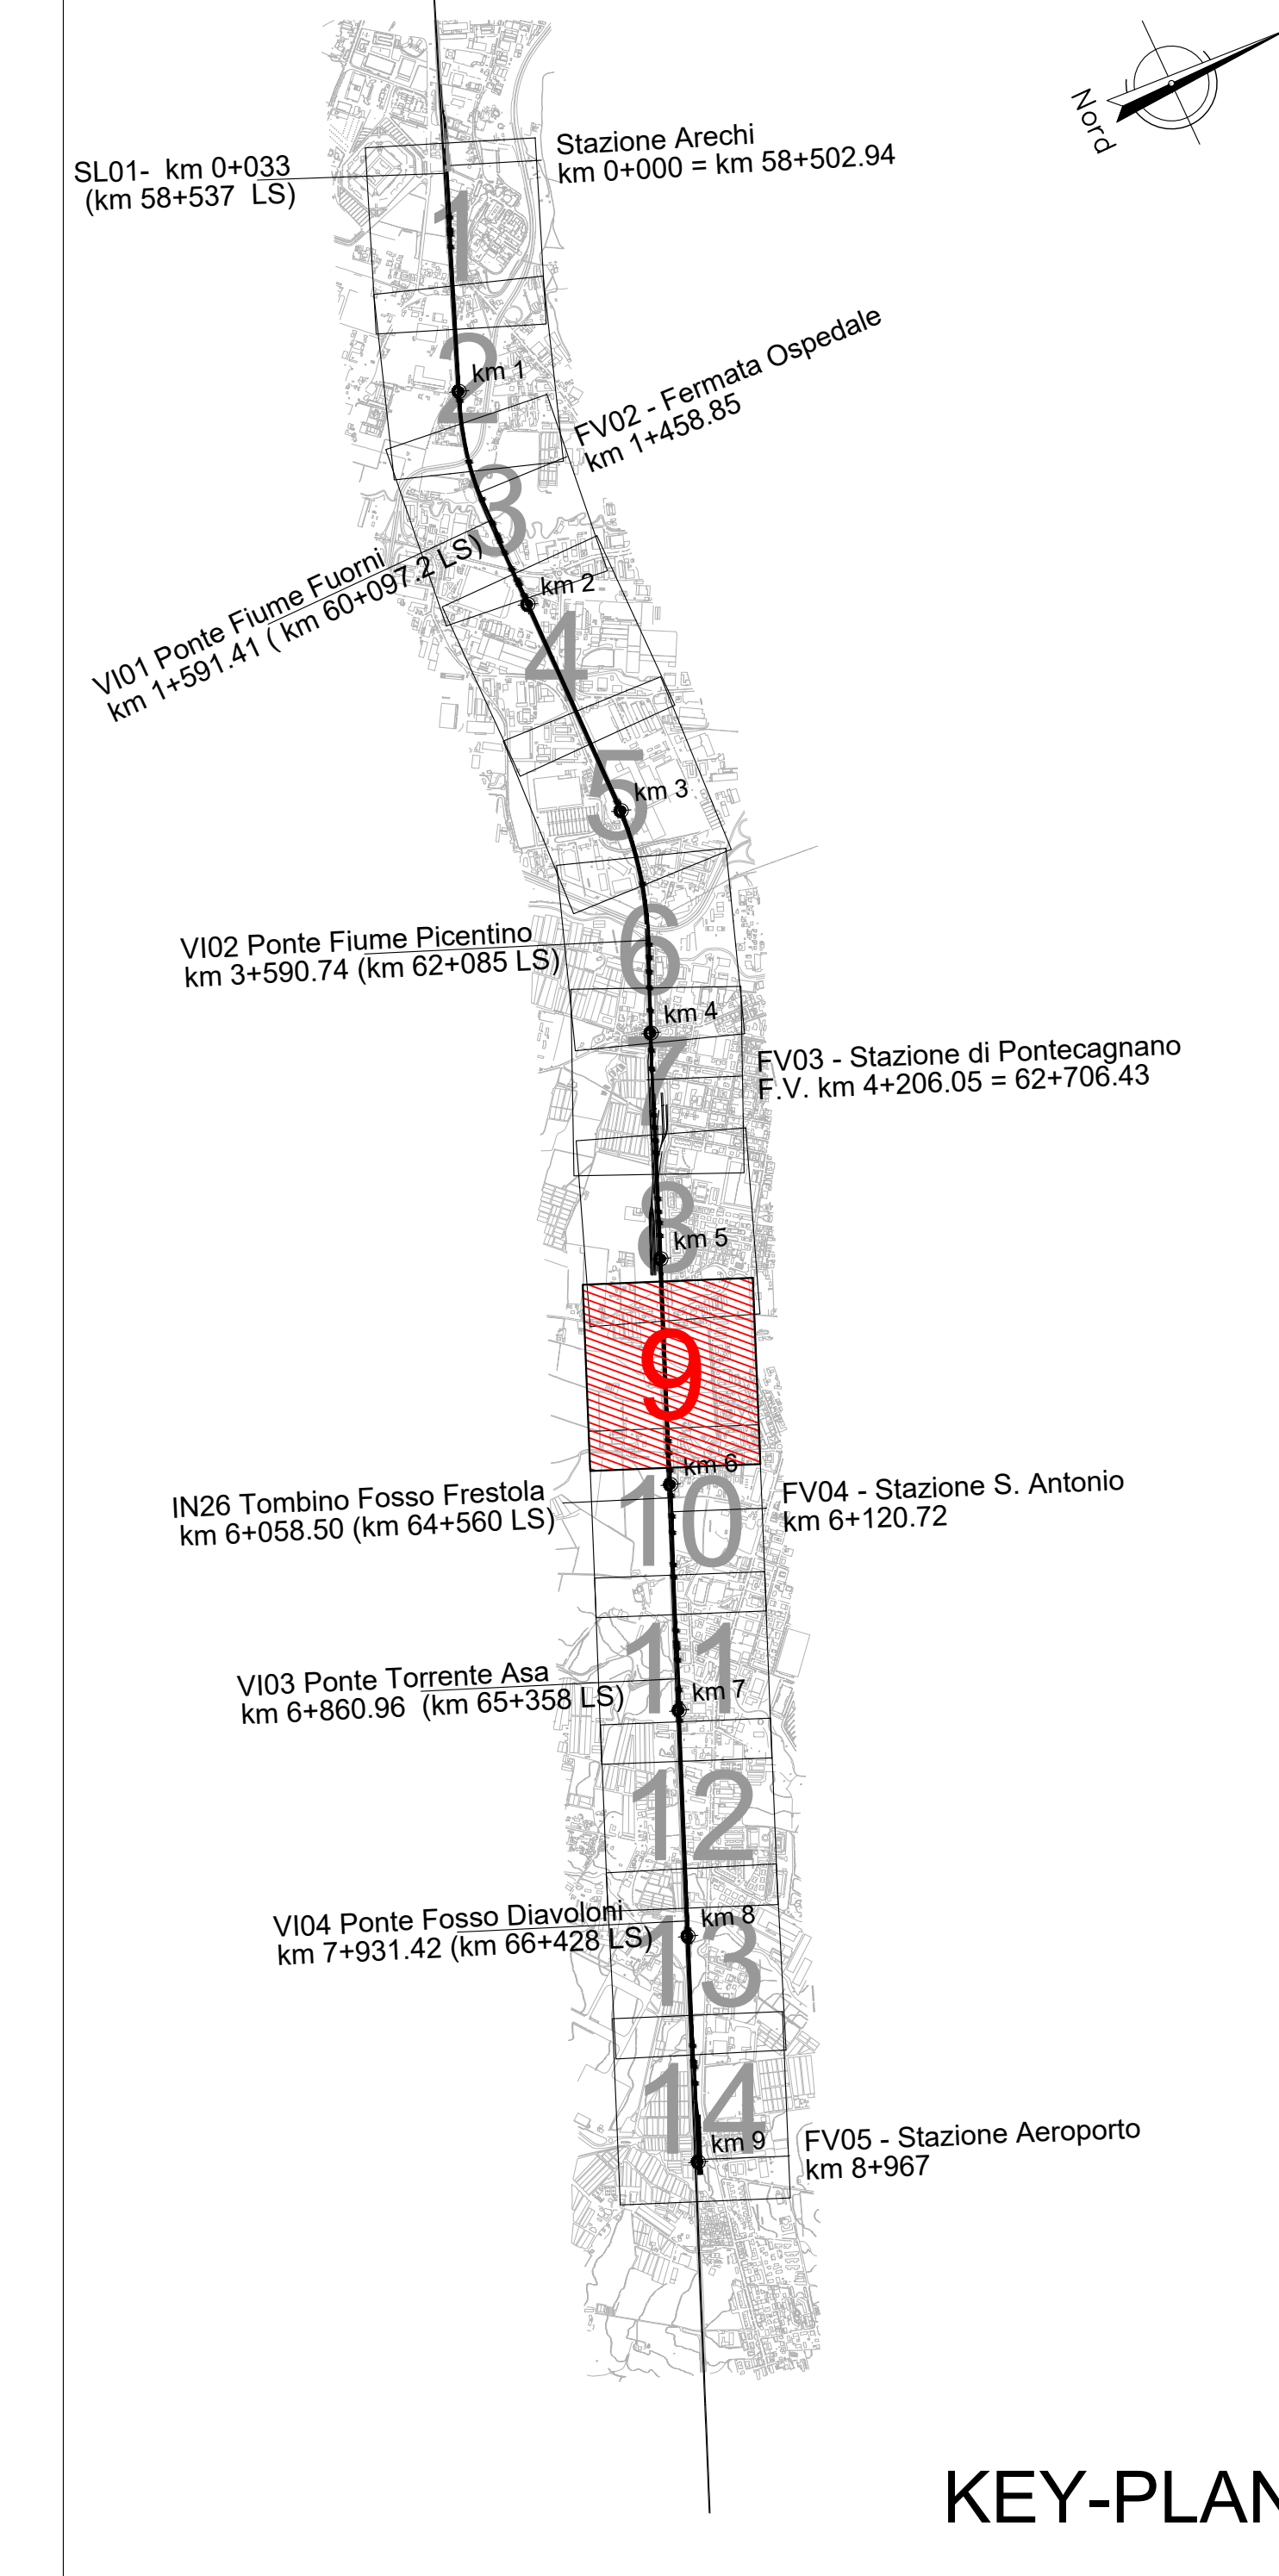 Nord
Stazione Arechi
km 0+000 = km 58+502.94
SL01-  km 0+033
(km 58+537  LS)
1
2
km 1
FV02 - Fermata Ospedale
km 1+458.85
3
VI01 Ponte Fiume Fuorni
km 1+591.41 ( km 60+097.2 LS)
km 2
4
5
km 3
6
VI02 Ponte Fiume Picentino
km 3+590.74 (km 62+085 LS)
km 4
7
FV03 - Stazione di Pontecagnano
F.V. km 4+206.05 = 62+706.43
8
km 5
9
km 6
10
IN26 Tombino Fosso Frestola
km 6+058.50 (km 64+560 LS)
FV04 - Stazione S. Antonio
km 6+120.72
11
VI03 Ponte Torrente Asa
km 6+860.96  (km 65+358 LS)
km 7
12
VI04 Ponte Fosso Diavoloni
km 7+931.42 (km 66+428 LS)
km 8
13
14
km 9
FV05 - Stazione Aeroporto
km 8+967
KEY-PLAN